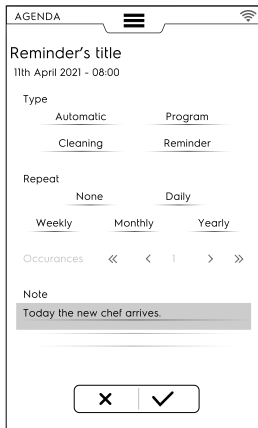 AGENDA
Reminder's title
11th April 2021 - 08:00
Type
Automatic Program
Cleaning Reminder
Repeat
None Daily
Weekly Monthly Yearly
Occurances « < 1 > »
Note
Today the new chef arrives.